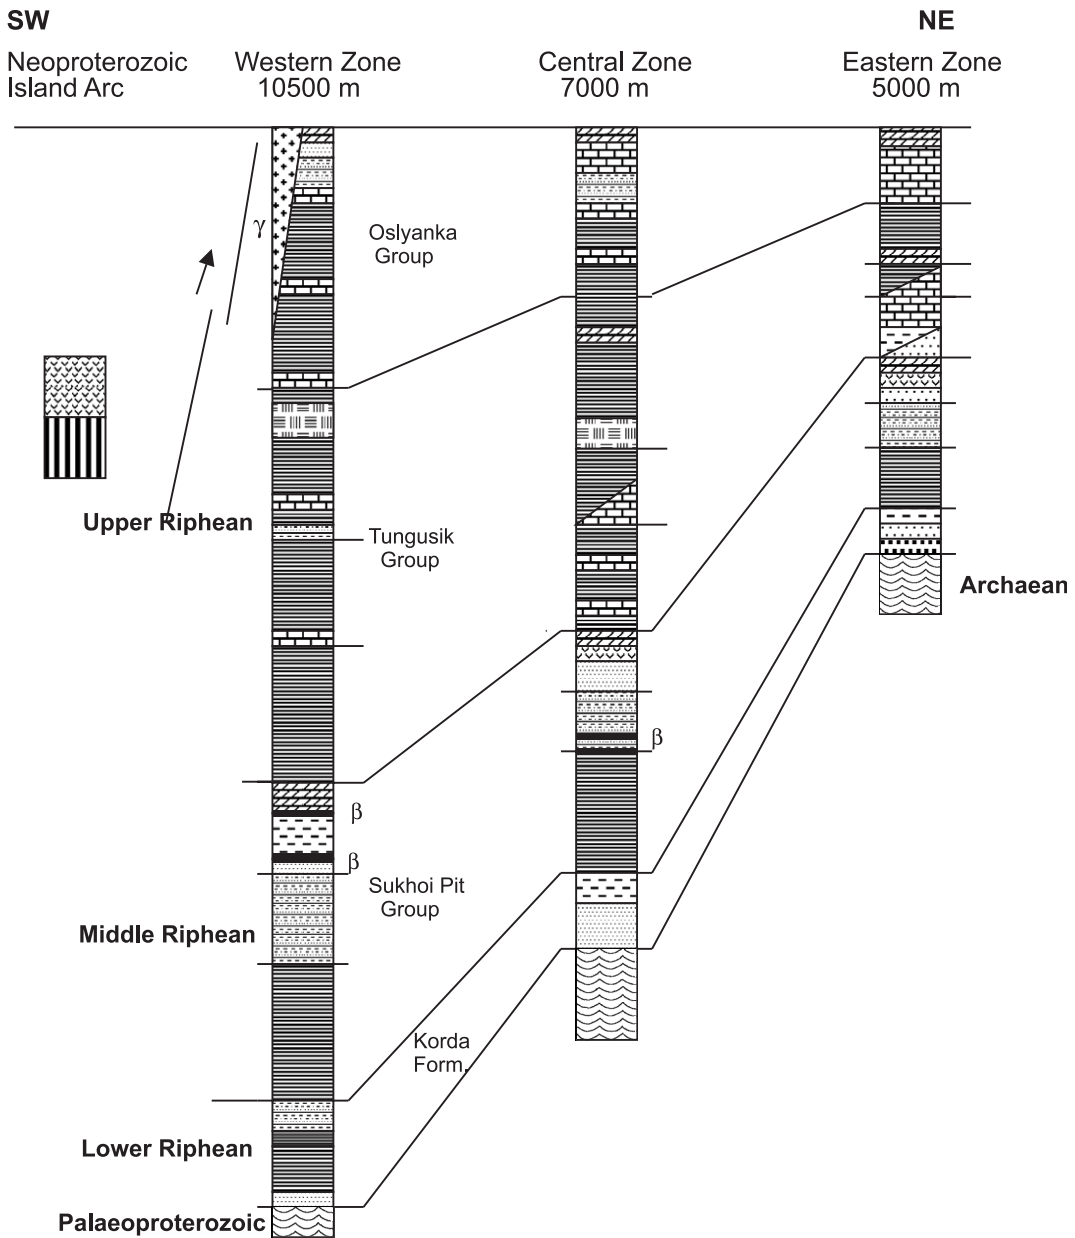 SW
NE
Neoproterozoic
Island Arc
Western Zone
10500 m
Central Zone
7000 m
Eastern Zone
5000 m
γ
Oslyanka
Group
Upper Riphean
Tungusik
Group
Archaean
β
β
β
Sukhoi Pit
Group
Middle Riphean
Korda
Form.
Lower Riphean
Palaeoproterozoic